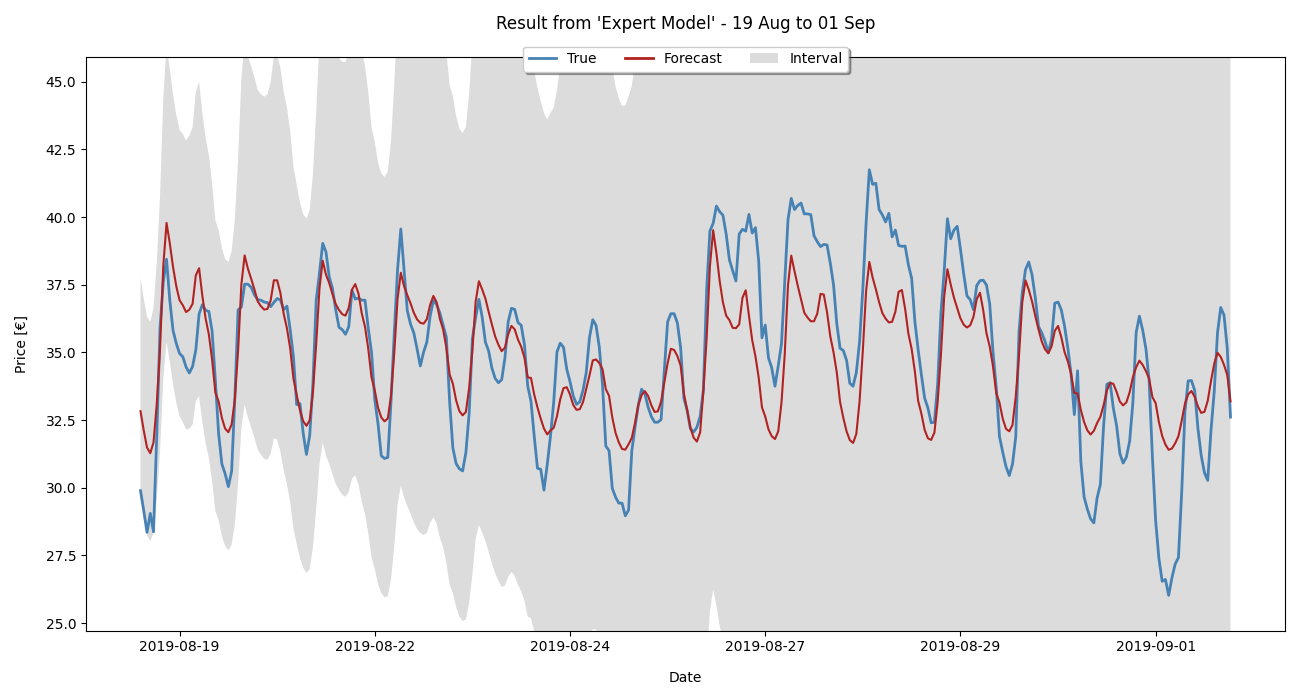 Result from 'Expert Model' - 19 Aug to 01 Sep
True Forecast Interval
Price [€]
45.0
42.5
40.0
37.5
35.0
32.5
30.0
27.5
25.0
2019-08-19 2019-08-22 2019-08-24 2019-08-27 2019-08-29 2019-09-01
Date